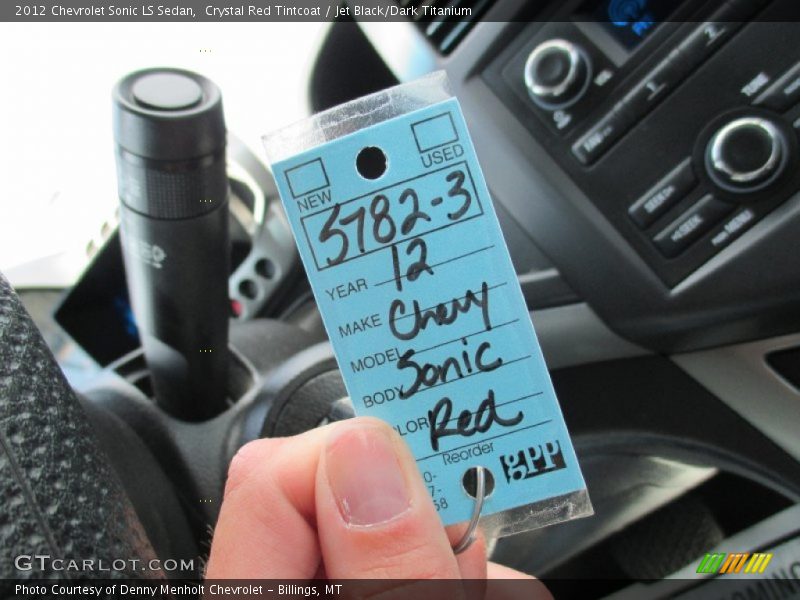 2012 Chevrolet Sonic LS Sedan,  Crystal Red Tintcoat / Jet Black/Dark Titanium
NEW
USED
5782-3
YEAR 12
MAKE Chevy
MODEL Sonic
BODY
LOR Red
Reorder
gpp
SEEK
SEEK
MENU
TUNE
GTCarlot.com
Photo Courtesy of Denny Menholt Chevrolet – Billings, MT